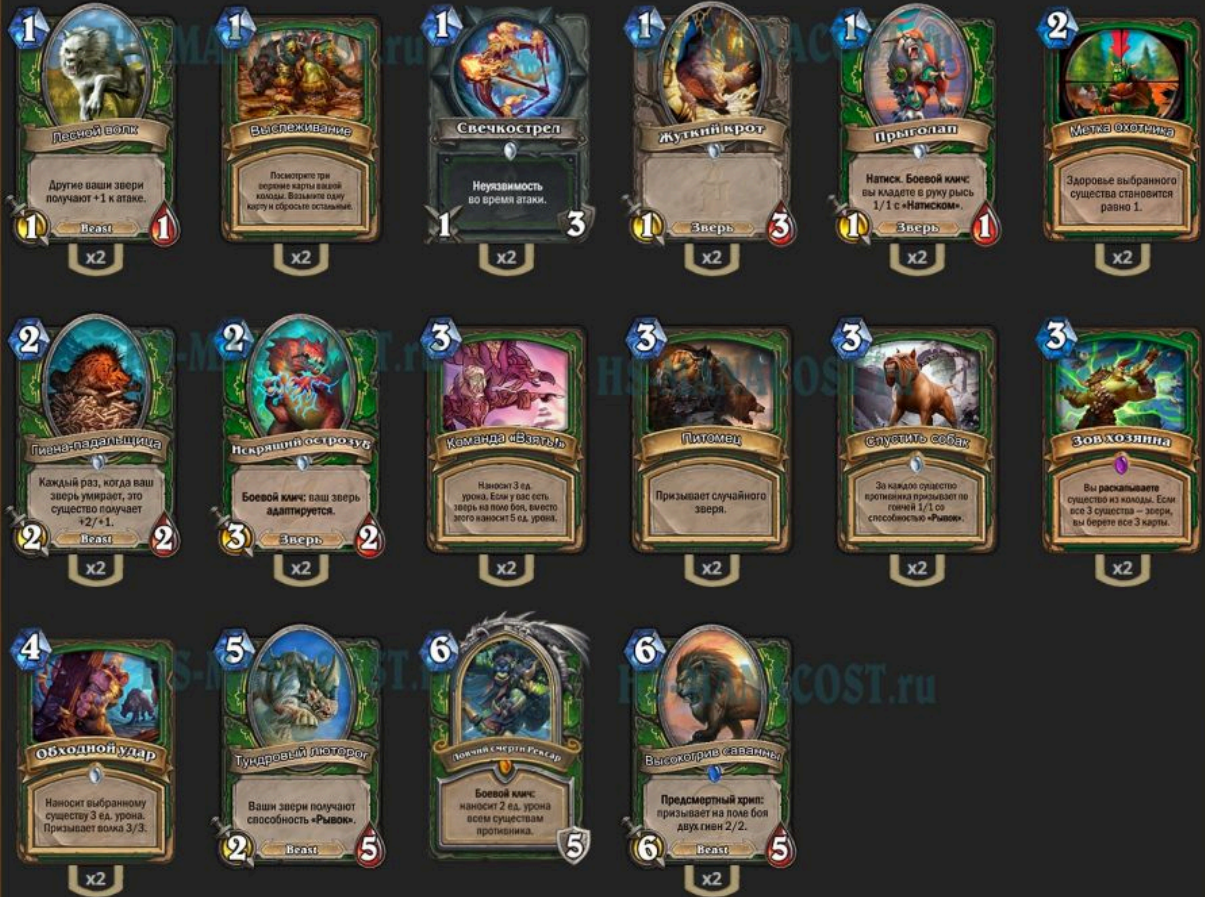 1
Лесной волк
Другие ваши звери
получают +1 к атаке.
1
Beast
1
x2
1
Выслеживание
Посмотрите три
верхние карты вашей
колоды. Возьмите одну
карту и сбросьте остальные.
x2
1
Свечкострел
Неуязвимость
во время атаки.
1
3
x2
1
Жуткий крот
1
Зверь
3
x2
1
Прыголап
Натиск. Боевой клич:
вы кладете в руку рысь
1/1 с «Натиском».
1
Зверь
1
x2
2
Метка охотника
Здоровье выбранного
существа становится
равно 1.
x2
HS-MANACOST.ru
2
Гиена-падальщица
Каждый раз, когда ваш
зверь умирает, это
существо получает
+2/+1.
2
Beast
2
x2
2
Искрящий острозуб
Боевой клич: ваш зверь
адаптируется.
3
Зверь
2
x2
3
Команда «Взять!»
Наносит 3 ед.
урона. Если у вас есть
зверь на поле боя, вместо
этого наносит 5 ед. урона.
x2
3
Питомец
Призывает случайного
зверя.
x2
3
Спустить собак
За каждое существо
противника призывает по
гончей 1/1 со
способностью «Рывок».
x2
3
Зов хозяина
Вы раскапываете
существо из колоды. Если
все 3 существа — звери,
вы берете все 3 карты.
x2
4
Обходной удар
Наносит выбранному
существу 3 ед. урона.
Призывает волка 3/3.
x2
5
Тундровый люторог
Ваши звери получают
способность «Рывок».
2
Beast
5
6
Ловчий смерти Рексар
Боевой клич:
наносит 2 ед. урона
всем существам
противника.
5
6
Высокогрив саванны
Предсмертный хрип:
призывает на поле боя
двух гиен 2/2.
6
Beast
5
x2
HS-MANACOST.ru